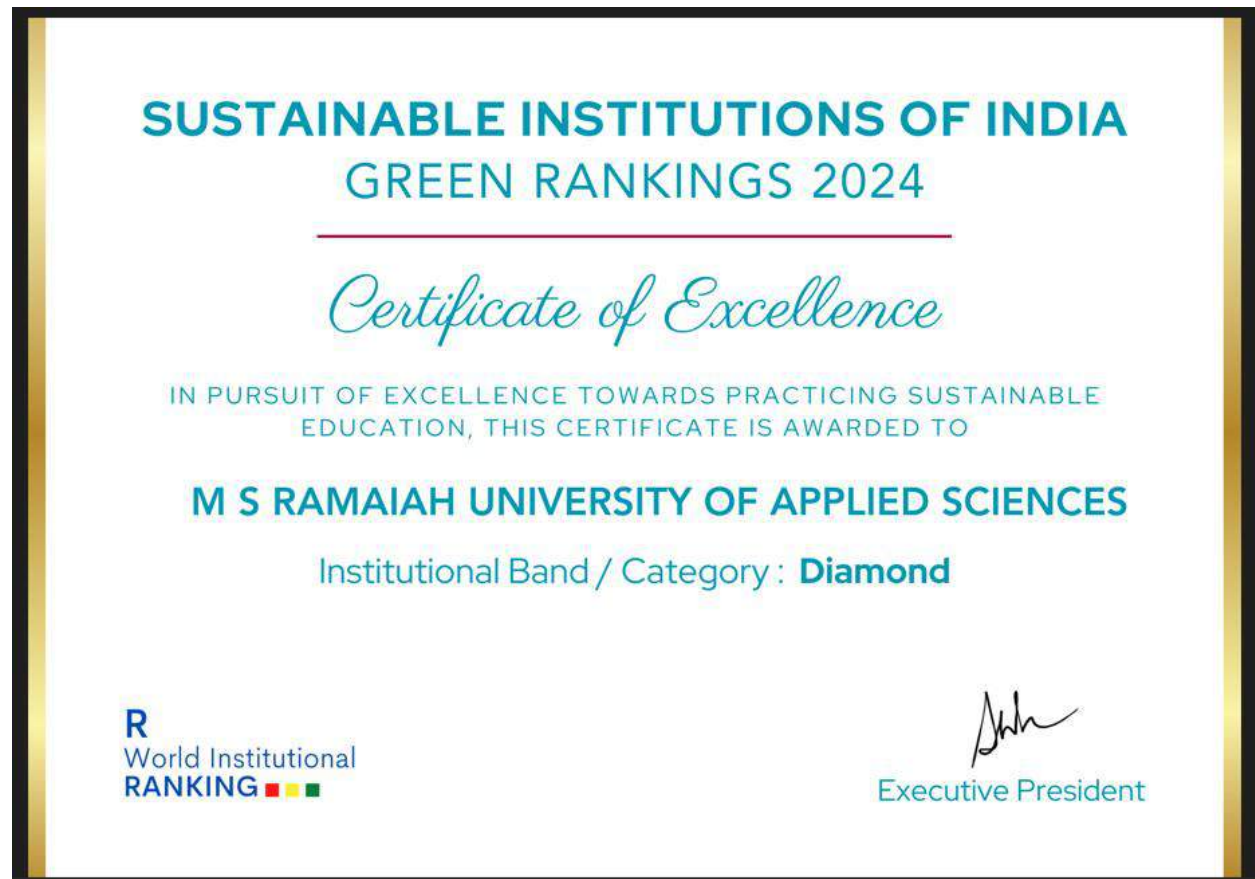 SUSTAINABLE INSTITUTIONS OF INDIA
GREEN RANKINGS 2024
Certificate of Excellence
IN PURSUIT OF EXCELLENCE TOWARDS PRACTICING SUSTAINABLE
EDUCATION, THIS CERTIFICATE IS AWARDED TO
M S RAMAIAH UNIVERSITY OF APPLIED SCIENCES
Institutional Band / Category : Diamond
R
World Institutional
RANKING
Executive President